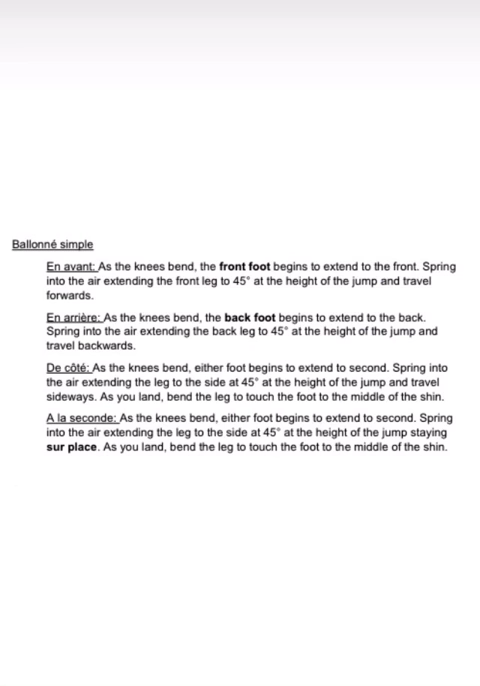 Ballonné simple
En avant: As the knees bend, the front foot begins to extend to the front. Spring
into the air extending the front leg to 45° at the height of the jump and travel
forwards.
En arrière: As the knees bend, the back foot begins to extend to the back.
Spring into the air extending the back leg to 45° at the height of the jump and
travel backwards.
De côté: As the knees bend, either foot begins to extend to second. Spring into
the air extending the leg to the side at 45° at the height of the jump and travel
sideways. As you land, bend the leg to touch the foot to the middle of the shin.
A la seconde: As the knees bend, either foot begins to extend to second. Spring
into the air extending the leg to the side at 45° at the height of the jump staying
sur place. As you land, bend the leg to touch the foot to the middle of the shin.